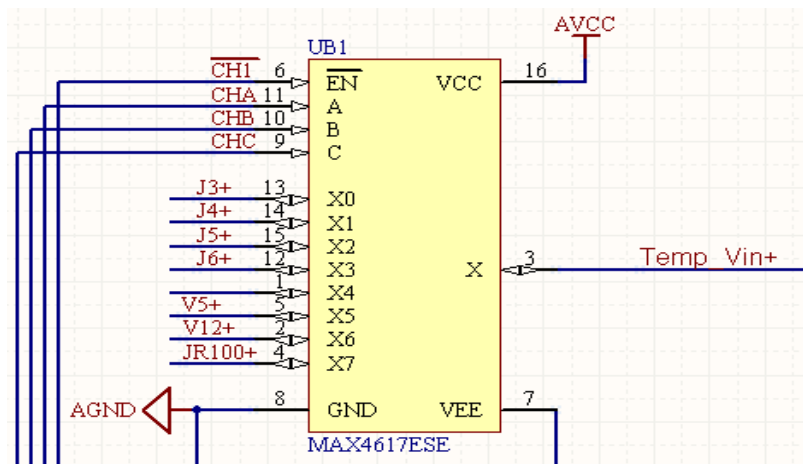 AVCC
UB1
CH1 6 EN VCC 16
CHA 11 A
CHB 10 B
CHC 9 C
J3+ 13 X0
J4+ 14 X1
J5+ 15 X2
J6+ 12 X3 X 3 Temp_Vin+
1 X4
V5+ 5 X5
V12+ 2 X6
JR100+ 4 X7
AGND 8 GND VEE 7
MAX4617ESE